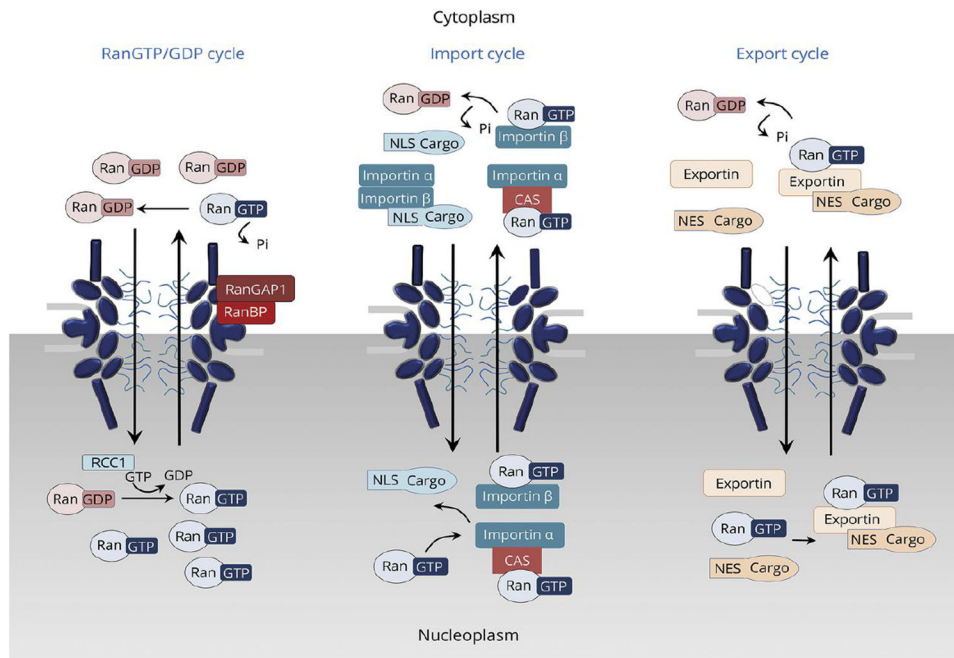 Cytoplasm
RanGTP/GDP cycle
Import cycle
Export cycle
Ran GDP
Ran GDP
Ran GDP
Ran GTP
Pi
RanGAP1
RanBP
RCC1
GTP
GDP
Ran GDP
Ran GTP
Ran GTP
Ran GTP
Ran GTP
Ran GDP
Pi
Ran GTP
Importin β
NLS Cargo
Importin α
Importin β
NLS Cargo
Importin α
CAS
Ran GTP
NLS Cargo
Ran GTP
Importin β
Importin α
CAS
Ran GTP
Ran GTP
Ran GDP
Pi
Ran GTP
Exportin
NES Cargo
Exportin
NES Cargo
Exportin
Ran GTP
NES Cargo
Ran GTP
Exportin
NES Cargo
Nucleoplasm